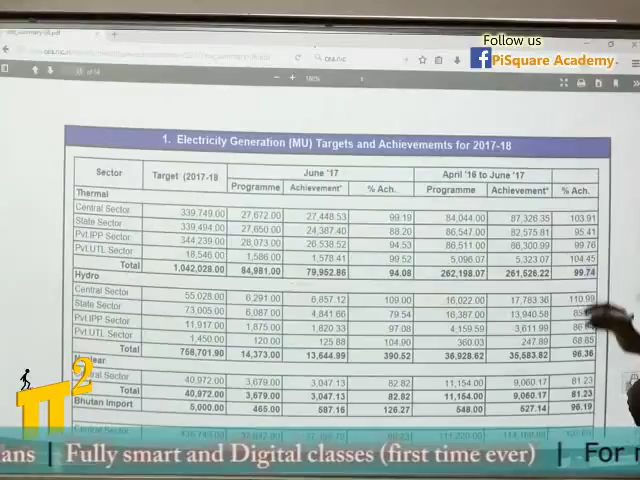 Follow us
PiSquare Academy
1. Electricity Generation (MU) Targets and Achievememts for 2017-18
Sector Target (2017-18 June '17 April '16 to June '17
Programme Achievement* % Ach. Programme Achievement* % Ach.
Thermal
Central Sector 339,749.00 27,672.00 27,448.53 99.19 84,044.00 87,326.35 103.91
State Sector 339,494.00 27,650.00 24,387.40 88.20 86,547.00 82,575.81 95.41
Pvt.IPP Sector 344,239.00 28,073.00 26,538.52 94.53 86,511.00 86,300.99 99.76
Pvt.UTL Sector 18,546.00 1,586.00 1,578.41 99.52 5,096.07 5,323.07 104.45
Total 1,042,028.00 84,981.00 79,952.86 94.08 262,198.07 261,526.22 99.74
Hydro
Central Sector 55,028.00 6,291.00 6,857.12 109.00 16,022.00 17,783.36 110.99
State Sector 73,005.00 6,087.00 4,841.66 79.54 16,387.00 13,940.58
Pvt.IPP Sector 11,917.00 1,875.00 1,820.33 97.08 4,159.59 3,611.99
Pvt.UTL Sector 1,450.00 120.00 125.88 104.90 360.03 247.89 68.85
Total 758,701.90 14,373.00 13,644.99 390.52 36,928.62 35,583.82 96.36
Sector 40,972.00 3,679.00 3,047.13 82.82 11,154.00 9,060.17 81.23
Total 40,972.00 3,679.00 3,047.13 82.82 11,154.00 9,060.17 81.23
Bhutan Import 5,000.00 465.00 587.16 126.27 548.00 527.14 96.19
π2
ans | Fully smart and Digital classes (first time ever) | For